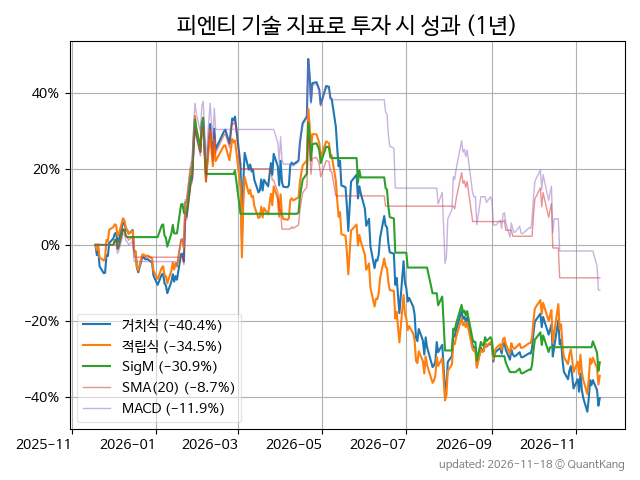 피엔티 기술 지표로 투자 시 성과 (1년)
40%
20%
0%
−20%
−40%
거치식 (−40.4%)
적립식 (−34.5%)
SigM (−30.9%)
SMA(20) (−8.7%)
MACD (−11.9%)
2025−11 2026−01 2026−03 2026−05 2026−07 2026−09 2026−11
updated: 2026-11-18 © QuantKang